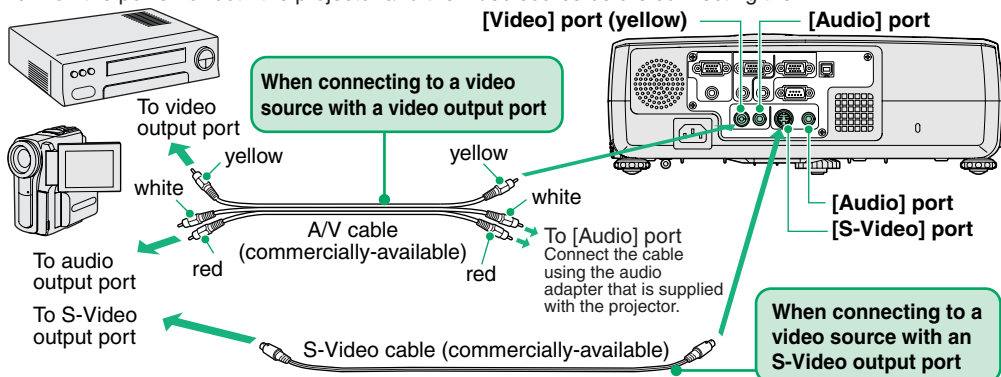 [Video] port (yellow)
[Audio] port
When connecting to a video
source with a video output port
To video
output port
yellow
yellow
white
white
A/V cable
(commercially-available)
red
red
To audio
output port
To [Audio] port
Connect the cable
using the audio
adapter that is supplied
with the projector.
[Audio] port
[S-Video] port
To S-Video
output port
S-Video cable (commercially-available)
When connecting to a
video source with an
S-Video output port